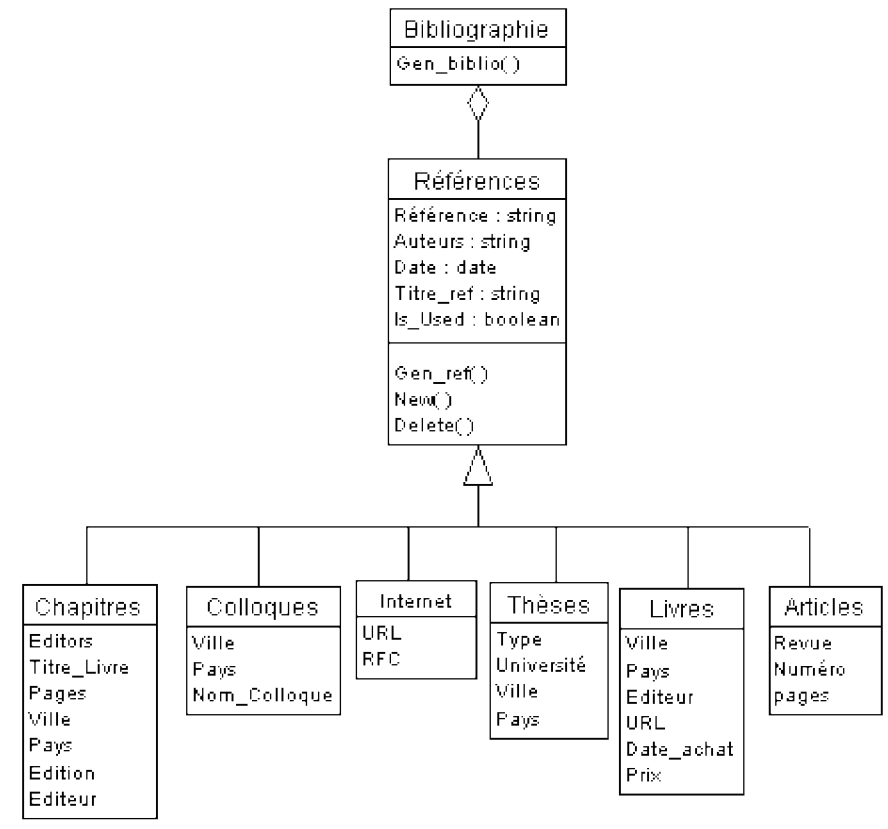 Bibliographie
Gen_biblio()
Références
Référence : string
Auteurs : string
Date : date
Titre_ref : string
Is_Used : boolean
Gen_ref()
New()
Delete()
Chapitres
Editors
Titre_Livre
Pages
Ville
Pays
Edition
Editeur
Colloques
Ville
Pays
Nom_Colloque
Internet
URL
RFC
Thèses
Type
Université
Ville
Pays
Livres
Ville
Pays
Editeur
URL
Date_achat
Prix
Articles
Revue
Numéro
pages